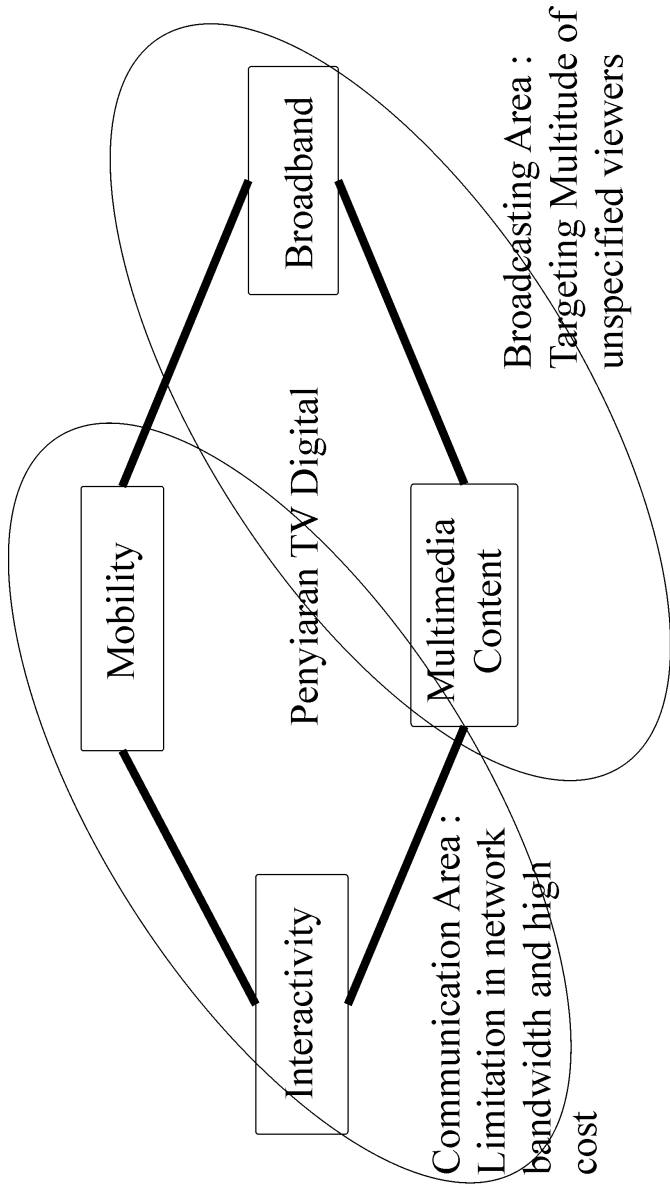 Mobility
Interactivity
Penyiaran TV Digital
Broadband
Multimedia
Content
Communication Area :
Limitation in network
bandwidth and high
cost
Broadcasting Area :
Targeting Multitude of
unspecified viewers